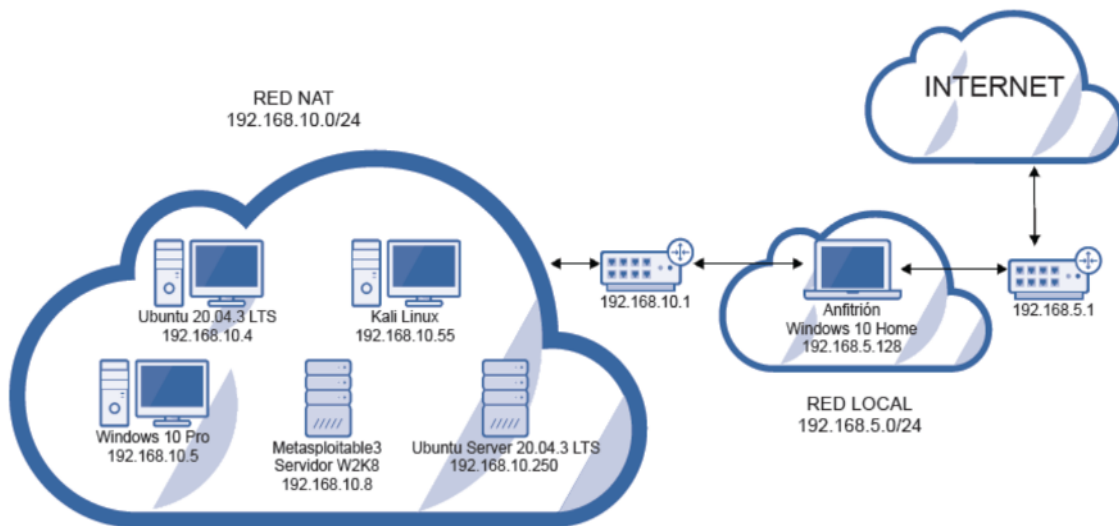 INTERNET
RED NAT
192.168.10.0/24
Ubuntu 20.04.3 LTS
192.168.10.4
Kali Linux
192.168.10.55
192.168.10.1
Anfitrión
Windows 10 Home
192.168.5.128
192.168.5.1
Windows 10 Pro
192.168.10.5
Metasploitable3
Servidor W2K8
192.168.10.8
Ubuntu Server 20.04.3 LTS
192.168.10.250
RED LOCAL
192.168.5.0/24